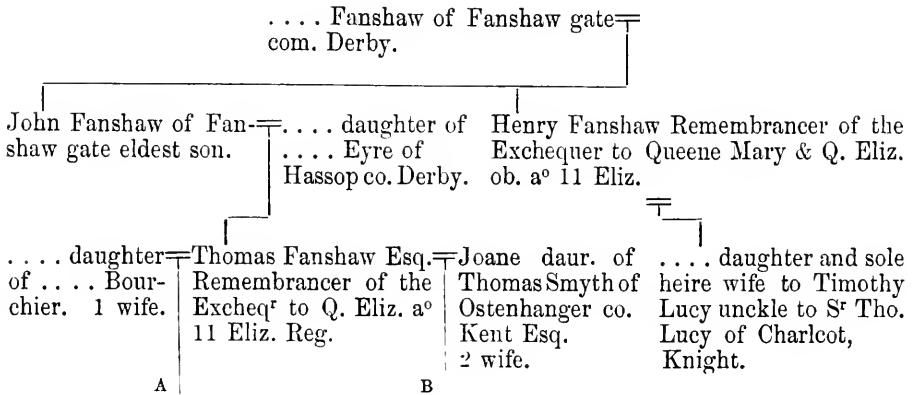 . . . . Fanshaw of Fanshaw gate
com. Derby.
John Fanshaw of Fan-
shaw gate eldest son.
. . . . daughter of
. . . . Eyre of
Hassop co. Derby.
Henry Fanshaw Remembrancer of the
Exchequer to Queene Mary & Q. Eliz.
ob. aº 11 Eliz.
. . . . daughter
of . . . . Bour-
chier. 1 wife.
Thomas Fanshaw Esq.
Remembrancer of the
Excheqʳ to Q. Eliz. aº
11 Eliz. Reg.
Joane daur. of
Thomas Smyth of
Ostenhanger co.
Kent Esq.
2 wife.
. . . . daughter and sole
heire wife to Timothy
Lucy unckle to Sʳ Tho.
Lucy of Charlcot,
Knight.
A
B